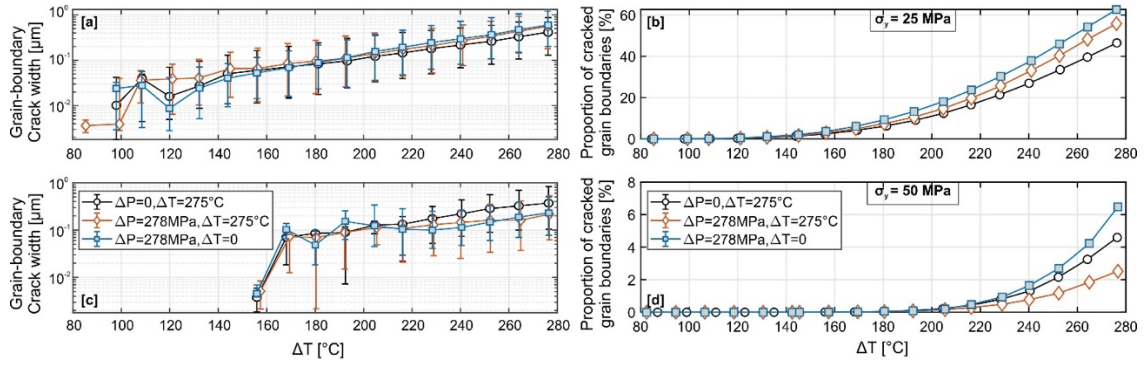 [a]
Grain-boundary
Crack width [µm]
10⁰
10⁻¹
10⁻²
80 100 120 140 160 180 200 220 240 260 280
[b]
σy = 25 MPa
Proportion of cracked
grain boundaries [%]
60
40
20
0
80 100 120 140 160 180 200 220 240 260 280
[c]
Grain-boundary
Crack width [µm]
10⁰
10⁻¹
10⁻²
ΔP=0,ΔT=275°C
ΔP=278MPa,ΔT=275°C
ΔP=278MPa,ΔT=0
80 100 120 140 160 180 200 220 240 260 280
ΔT [°C]
[d]
σy = 50 MPa
Proportion of cracked
grain boundaries [%]
8
6
4
2
0
ΔP=0,ΔT=275°C
ΔP=278MPa,ΔT=275°C
ΔP=278MPa,ΔT=0
80 100 120 140 160 180 200 220 240 260 280
ΔT [°C]